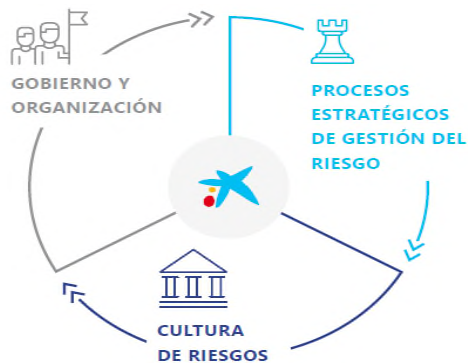 GOBIERNO Y
ORGANIZACIÓN
PROCESOS
ESTRATÉGICOS
DE GESTIÓN DEL
RIESGO
CULTURA
DE RIESGOS